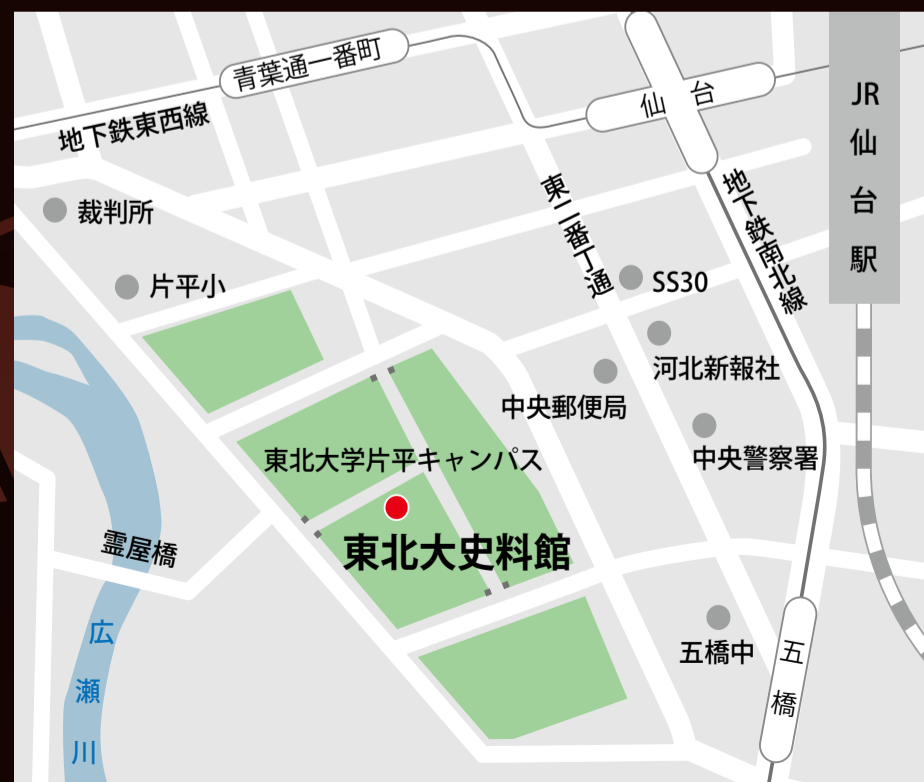 青葉通一番町
地下鉄東西線
仙台
JR仙台駅
裁判所
片平小
東二番丁通
地下鉄南北線
SS30
河北新報社
中央郵便局
中央警察署
東北大学片平キャンパス
東北大史料館
霊屋橋
広瀬川
五橋中
五橋